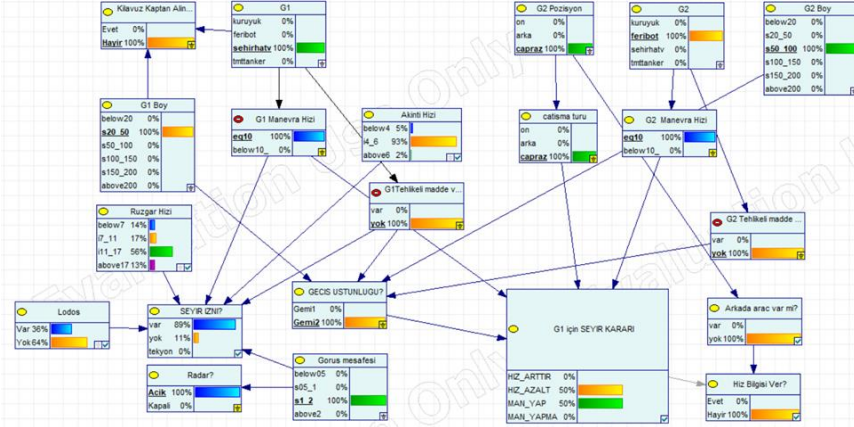 Kilavuz Kaptan Alin...
Evet 0%
Hayir 100%
G1
kuruyuk 0%
feribot 0%
sehirhatv 100%
tmttanker 0%
G2 Pozisyon
on 0%
arka 0%
capraz 100%
G2
kuruyuk 0%
feribot 100%
sehirhatv 0%
tmttanker 0%
G2 Boy
below20 0%
s20_50 0%
s50_100 100%
s100_150 0%
s150_200 0%
above200 0%
G1 Boy
below20 0%
s20_50 100%
s50_100 0%
s100_150 0%
s150_200 0%
above200 0%
G1 Manevra Hizi
eq10 100%
below10_ 0%
Akinti Hizi
below4 5%
i4_6 93%
above6 2%
catisma turu
on 0%
arka 0%
capraz 100%
G2 Manevra Hizi
eq10 100%
below10_ 0%
G1Tehlikeli madde v...
var 0%
yok 100%
G2 Tehlikeli madde ...
var 0%
yok 100%
Ruzgar Hizi
below7 14%
i7_11 17%
i11_17 56%
above17 13%
Lodos
Var 36%
Yok 64%
SEYIR IZNI?
var 89%
yok 11%
tekyon 0%
GECIS USTUNLUGU?
Gemi1 0%
Gemi2 100%
G1 için SEYIR KARARI
HIZ_ARTTIR 0%
HIZ_AZALT 50%
MAN_YAP 50%
MAN_YAPMA 0%
Arkada arac var mi?
var 0%
yok 100%
Radar?
Acik 100%
Kapali 0%
Gorus mesafesi
below05 0%
s05_1 0%
s1_2 100%
above2 0%
Hiz Bilgisi Ver?
Evet 0%
Hayir 100%